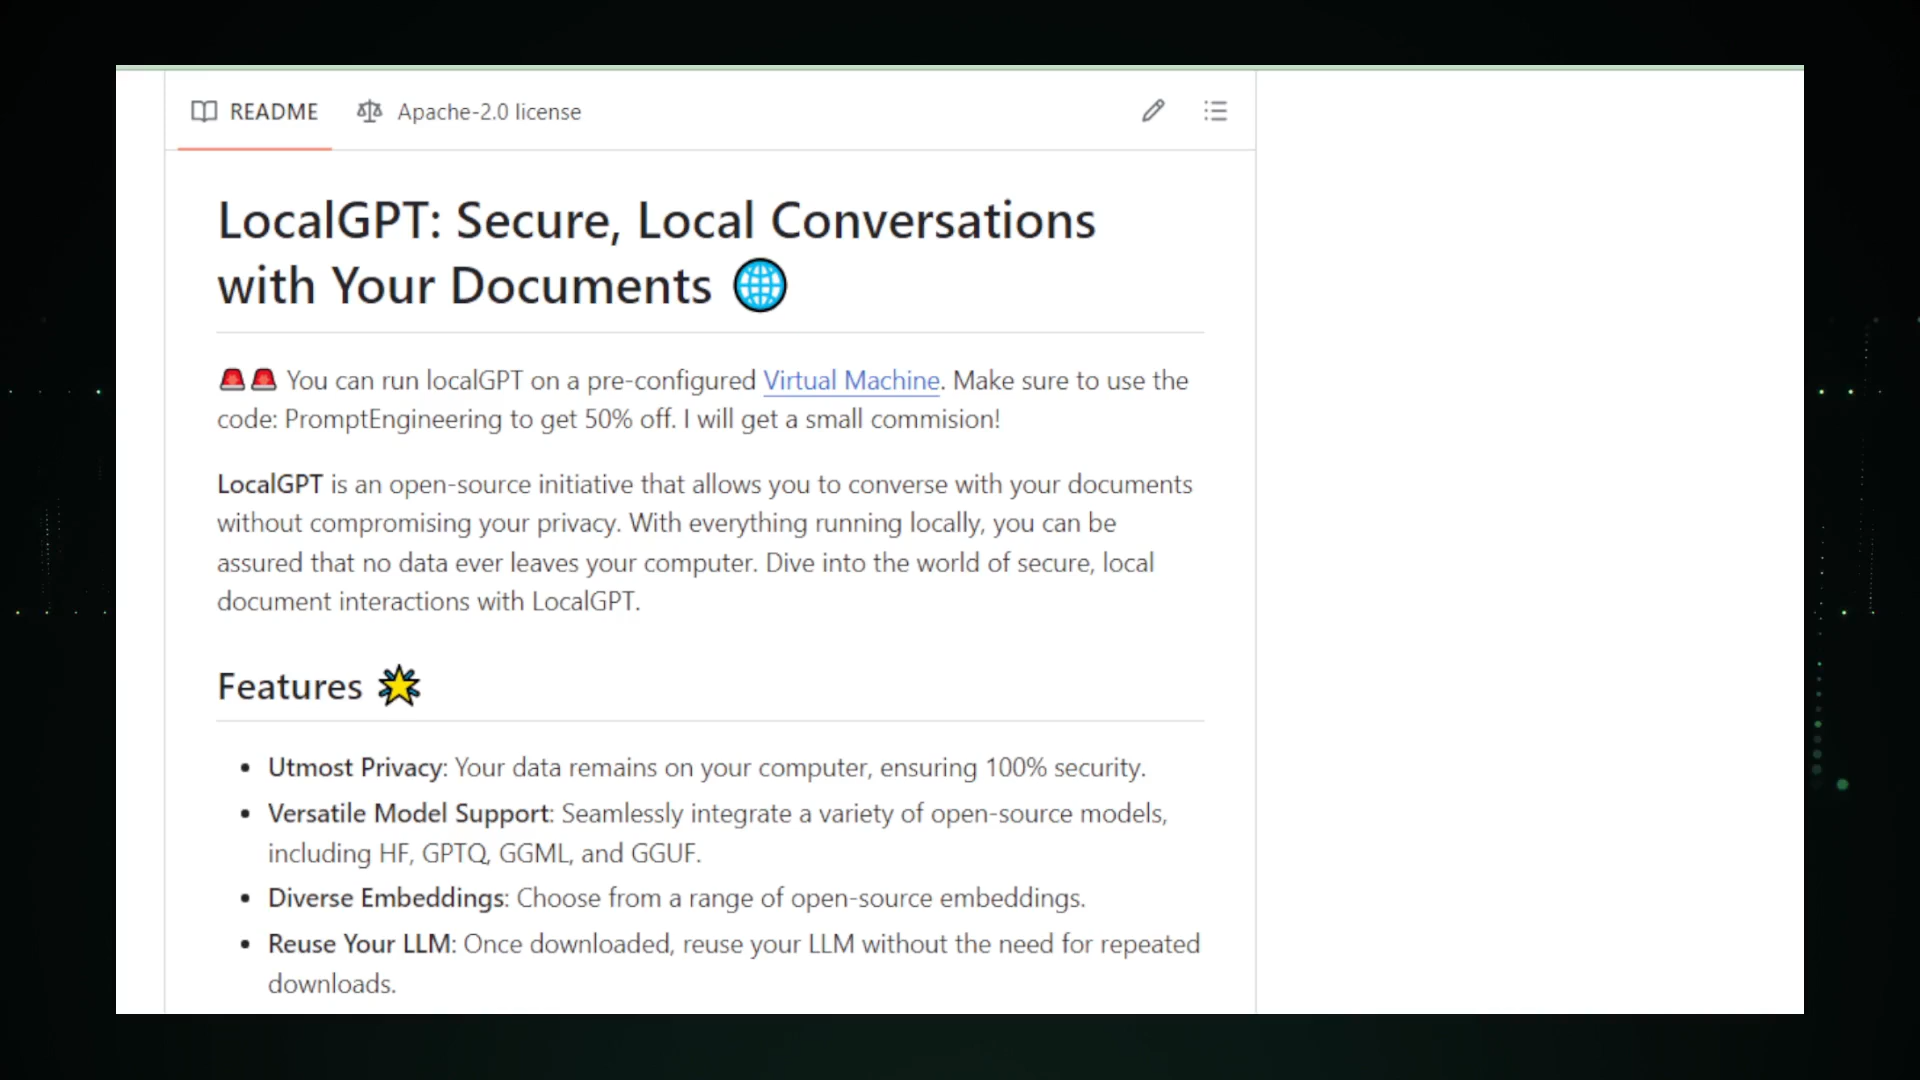 README Apache-2.0 license
LocalGPT: Secure, Local Conversations
with Your Documents
You can run localGPT on a pre-configured Virtual Machine. Make sure to use the
code: PromptEngineering to get 50% off. I will get a small commision!
LocalGPT is an open-source initiative that allows you to converse with your documents
without compromising your privacy. With everything running locally, you can be
assured that no data ever leaves your computer. Dive into the world of secure, local
document interactions with LocalGPT.
Features
• Utmost Privacy: Your data remains on your computer, ensuring 100% security.
• Versatile Model Support: Seamlessly integrate a variety of open-source models,
including HF, GPTQ, GGML, and GGUF.
• Diverse Embeddings: Choose from a range of open-source embeddings.
• Reuse Your LLM: Once downloaded, reuse your LLM without the need for repeated
downloads.